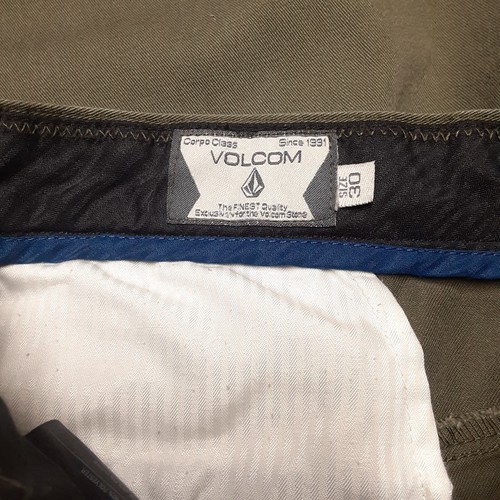 Corpo Class Since 1991
VOLCOM
The FINEST Quality
Exclusively for the Volcom Stone
SIZE
30